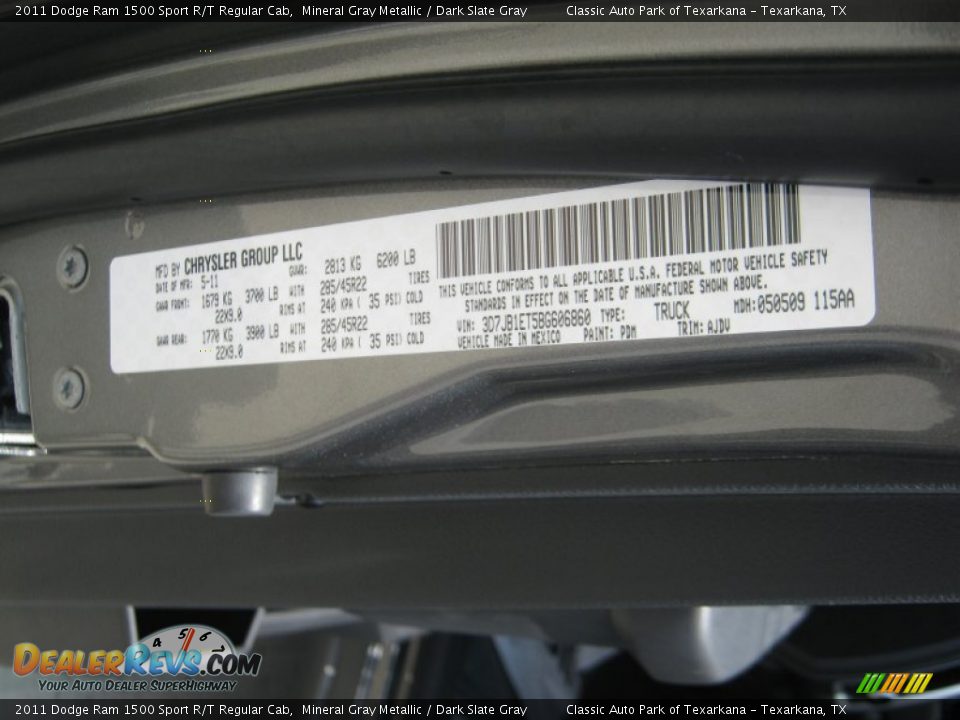 2011 Dodge Ram 1500 Sport R/T Regular Cab, Mineral Gray Metallic / Dark Slate Gray Classic Auto Park of Texarkana - Texarkana, TX
MFD BY CHRYSLER GROUP LLC
DATE OF MFR: 5-11 GVWR: 2813 KG 6200 LB
GAWR FRONT: 1679 KG 3700 LB WITH 285/45R22 TIRES
22X9.0 RIMS AT 240 KPA ( 35 PSI) COLD
GAWR REAR: 1770 KG 3900 LB WITH 285/45R22 TIRES
22X9.0 RIMS AT 240 KPA ( 35 PSI) COLD
THIS VEHICLE CONFORMS TO ALL APPLICABLE U.S.A. FEDERAL MOTOR VEHICLE SAFETY
STANDARDS IN EFFECT ON THE DATE OF MANUFACTURE SHOWN ABOVE.
VIN: 3D7JB1ET5BG606860 TYPE: TRUCK MDH: 050509 115AA
VEHICLE MADE IN MEXICO PAINT: PDM TRIM: AJDV
4 5 6
DEALERREVS.COM
Your Auto Dealer SuperHighway
2011 Dodge Ram 1500 Sport R/T Regular Cab, Mineral Gray Metallic / Dark Slate Gray Classic Auto Park of Texarkana - Texarkana, TX